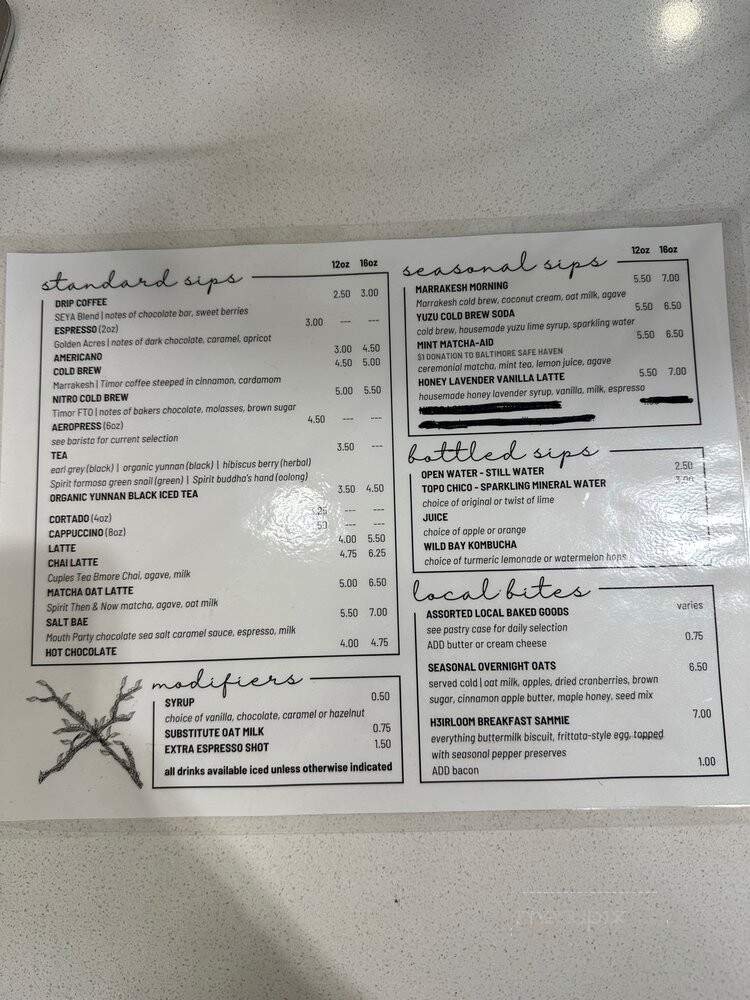 standard sips
12oz 16oz
DRIP COFFEE 2.50 3.00
SEYA Blend | notes of chocolate bar, sweet berries
ESPRESSO (2oz) 3.00 --- ---
Golden Acres | notes of dark chocolate, caramel, apricot
AMERICANO 3.00 4.50
COLD BREW 4.50 5.00
Marrakesh | Timor coffee steeped in cinnamon, cardamom
NITRO COLD BREW 5.00 5.50
Timor FTO | notes of bakers chocolate, molasses, brown sugar
AEROPRESS (6oz) 4.50 --- ---
see barista for current selection
TEA 3.50 ---
earl grey (black) | organic yunnan (black) | hibiscus berry (herbal)
Spirit formosa green snail (green) | Spirit buddha's hand (oolong)
ORGANIC YUNNAN BLACK ICED TEA 3.50 4.50
CORTADO (4oz) --- ---
CAPPUCCINO (8oz) --- ---
LATTE 4.00 5.50
CHAI LATTE 4.75 6.25
Cuples Tea Bmore Chai, agave, milk
MATCHA OAT LATTE 5.00 6.50
Spirit Then & Now matcha, agave, oat milk
SALT BAE 5.50 7.00
Mouth Party chocolate sea salt caramel sauce, espresso, milk
HOT CHOCOLATE 4.00 4.75
modifiers
SYRUP 0.50
choice of vanilla, chocolate, caramel or hazelnut
SUBSTITUTE OAT MILK 0.75
EXTRA ESPRESSO SHOT 1.50
all drinks available iced unless otherwise indicated
seasonal sips
12oz 16oz
MARRAKESH MORNING 5.50 7.00
Marrakesh cold brew, coconut cream, oat milk, agave
YUZU COLD BREW SODA 5.50 6.50
cold brew, housemade yuzu lime syrup, sparkling water
MINT MATCHA-AID 5.50 6.50
$1 DONATION TO BALTIMORE SAFE HAVEN
ceremonial matcha, mint tea, lemon juice, agave
HONEY LAVENDER VANILLA LATTE 5.50 7.00
housemade honey lavender syrup, vanilla, milk, espresso
bottled sips
OPEN WATER - STILL WATER 2.50
TOPO CHICO - SPARKLING MINERAL WATER
choice of original or twist of lime
JUICE
choice of apple or orange
WILD BAY KOMBUCHA
choice of turmeric lemonade or watermelon hops
local bites
ASSORTED LOCAL BAKED GOODS varies
see pastry case for daily selection
ADD butter or cream cheese 0.75
SEASONAL OVERNIGHT OATS 6.50
served cold | oat milk, apples, dried cranberries, brown
sugar, cinnamon apple butter, maple honey, seed mix
H3IRLOOM BREAKFAST SAMMIE 7.00
everything buttermilk biscuit, frittata-style egg, topped
with seasonal pepper preserves
ADD bacon 1.00